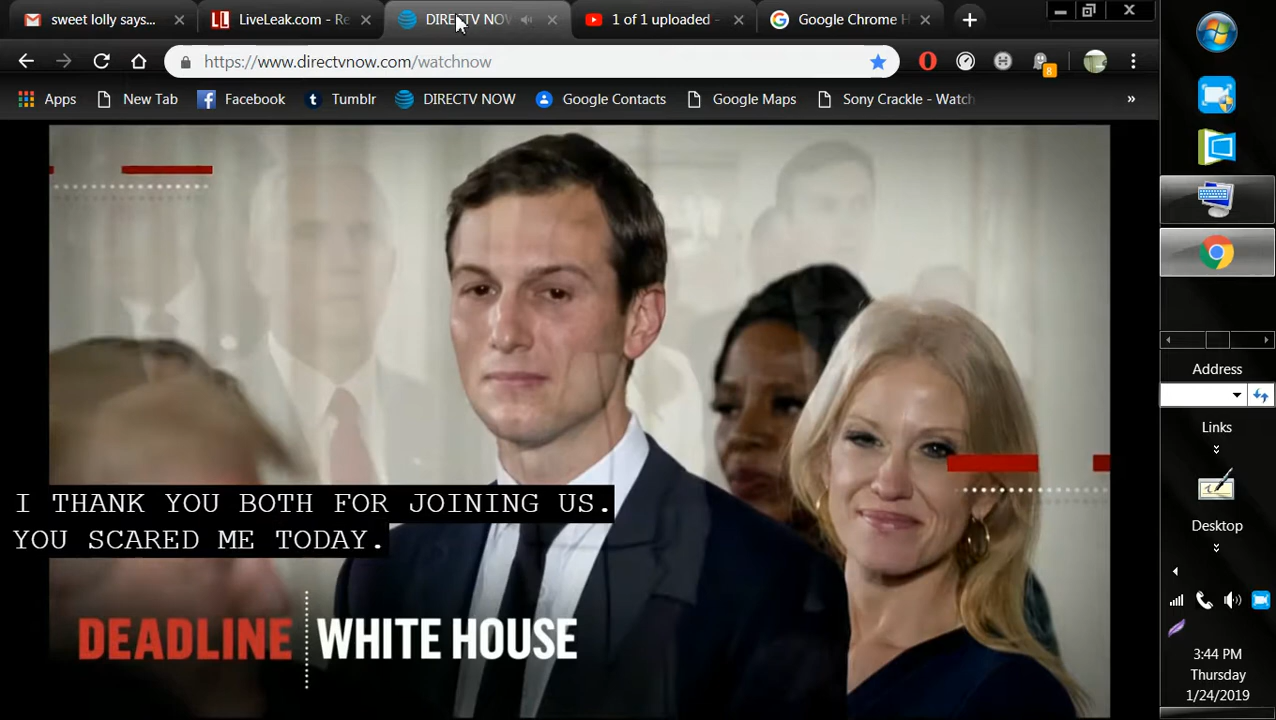 sweet lolly says...
LiveLeak.com - Re
DIRECTV NOV
1 of 1 uploaded -
Google Chrome H
https://www.directvnow.com/watchnow
8
Apps
New Tab
Facebook
Tumblr
DIRECTV NOW
Google Contacts
Google Maps
Sony Crackle - Watch
»
I THANK YOU BOTH FOR JOINING US.
YOU SCARED ME TODAY.
DEADLINE WHITE HOUSE
Address
Links
Desktop
3:44 PM
Thursday
1/24/2019